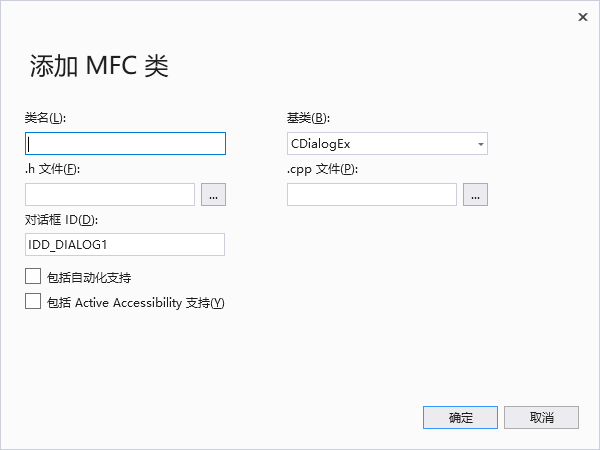 添加 MFC 类
类名(L):
基类(B):
CDialogEx
.h 文件(F):
.cpp 文件(P):
...
...
对话框 ID(D):
IDD_DIALOG1
包括自动化支持
包括 Active Accessibility 支持(Y)
确定
取消